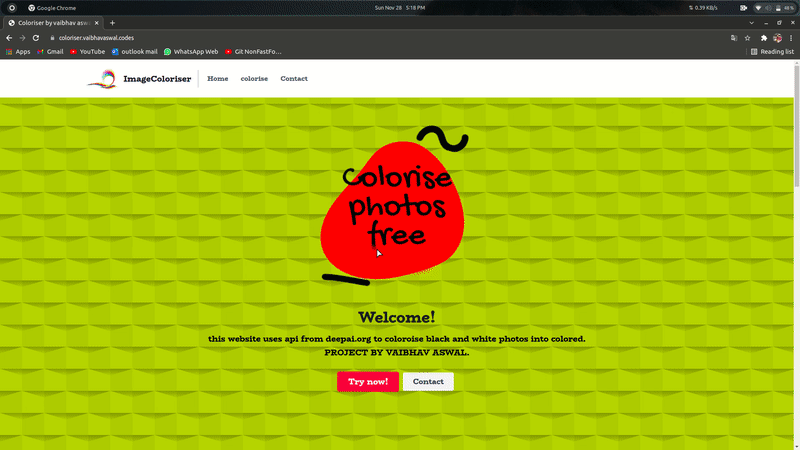 Google Chrome
Sun Nov 28 5:18 PM
0.39 KB/s
48 %
Coloriser by vaibhav asw
coloriser.vaibhavaswal.codes
Apps
Gmail
YouTube
outlook mail
WhatsApp Web
Git NonFastFo...
Reading list
ImageColoriser
Home
colorise
Contact
Colorise
photos
free
Welcome!
this website uses api from deepai.org to coloroise black and white photos into colored.
PROJECT BY VAIBHAV ASWAL.
Try now!
Contact